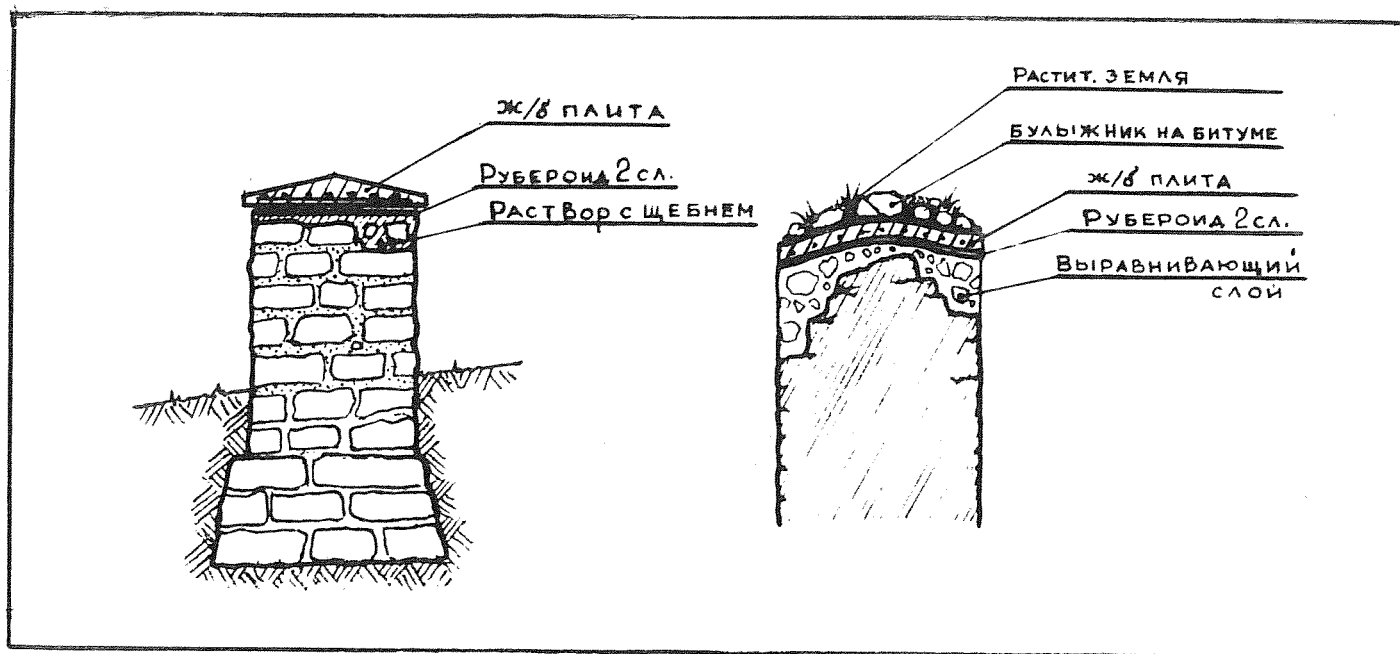 Ж/б ПЛИТА
РУБЕРОИД 2 СЛ.
РАСТВОР С ЩЕБНЕМ
РАСТИТ. ЗЕМЛЯ
БУЛЫЖНИК НА БИТУМЕ
Ж/б ПЛИТА
РУБЕРОИД 2 СЛ.
ВЫРАВНИВАЮЩИЙ
СЛОЙ